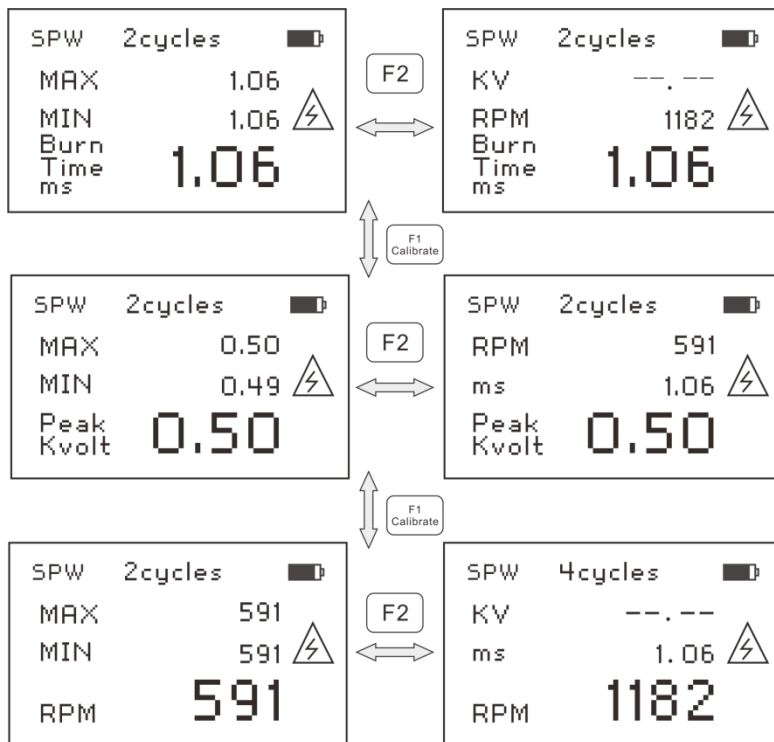 SPW 2cycles
MAX 1.06
MIN 1.06
Burn
Time
ms
1.06
F2
SPW 2cycles
KV --.--
RPM 1182
Burn
Time
ms
1.06
F1
Calibrate
SPW 2cycles
MAX 0.50
MIN 0.49
Peak
Kvolt
0.50
F2
SPW 2cycles
RPM 591
ms 1.06
Peak
Kvolt
0.50
F1
Calibrate
SPW 2cycles
MAX 591
MIN 591
RPM 591
F2
SPW 4cycles
KV --.--
ms 1.06
RPM 1182